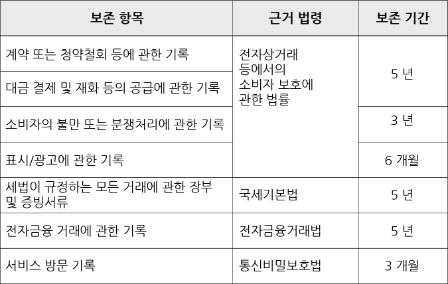 보존 항목 근거 법령 보존 기간
계약 또는 청약철회 등에 관한 기록
전자상거래
등에서의
소비자 보호에
관한 법률
5 년
대금 결제 및 재화 등의 공급에 관한 기록
소비자의 불만 또는 분쟁처리에 관한 기록
3 년
표시/광고에 관한 기록
6 개월
세법이 규정하는 모든 거래에 관한 장부
및 증빙서류
국세기본법
5 년
전자금융 거래에 관한 기록
전자금융거래법
5 년
서비스 방문 기록
통신비밀보호법
3 개월